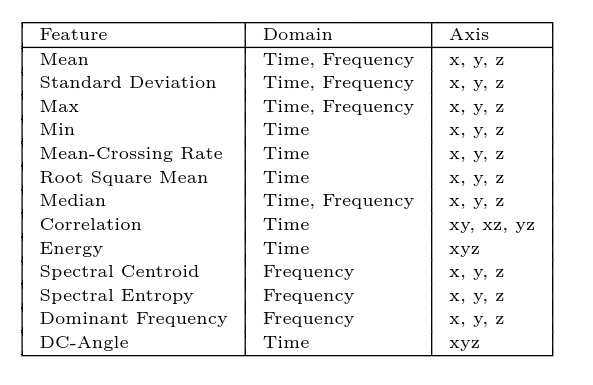 Feature Domain Axis
Mean Time, Frequency x, y, z
Standard Deviation Time, Frequency x, y, z
Max Time, Frequency x, y, z
Min Time x, y, z
Mean-Crossing Rate Time x, y, z
Root Square Mean Time x, y, z
Median Time, Frequency x, y, z
Correlation Time xy, xz, yz
Energy Time xyz
Spectral Centroid Frequency x, y, z
Spectral Entropy Frequency x, y, z
Dominant Frequency Frequency x, y, z
DC-Angle Time xyz